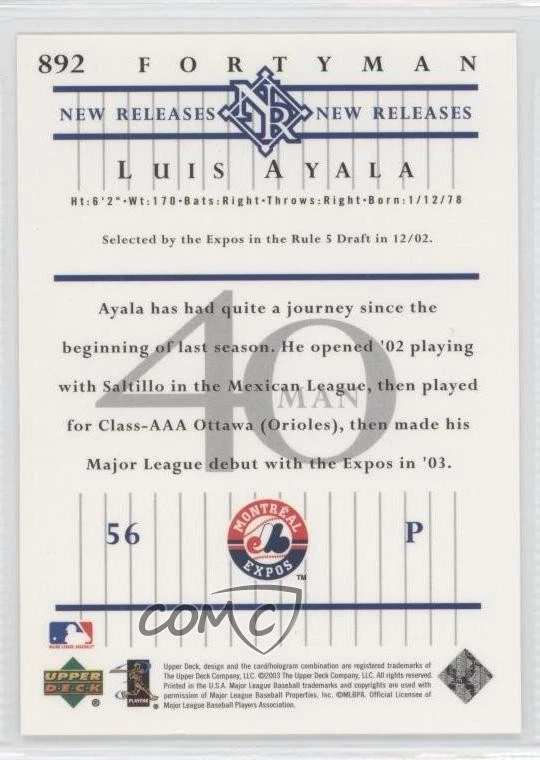 892 FORTYMAN
NEW RELEASES NR NEW RELEASES
LUIS AYALA
Ht:6'2"•Wt:170•Bats:Right•Throws:Right•Born:1/12/78
Selected by the Expos in the Rule 5 Draft in 12/02.
40 MAN
Ayala has had quite a journey since the
beginning of last season. He opened '02 playing
with Saltillo in the Mexican League, then played
for Class-AAA Ottawa (Orioles), then made his
Major League debut with the Expos in '03.
56 MONTRÉAL EXPOS TM P
COMC
MAJOR LEAGUE BASEBALL
UPPER DECK ® PLAYERS ®
Upper Deck, design and the card/hologram combination are registered trademarks of
The Upper Deck Company, LLC. ©2003 The Upper Deck Company, LLC. All rights reserved.
Printed in the U.S.A. Major League Baseball trademarks and copyrights are used with
permission of Major League Baseball Properties, Inc. ©MLBPA. Official Licensee of
Major League Baseball Players Association.